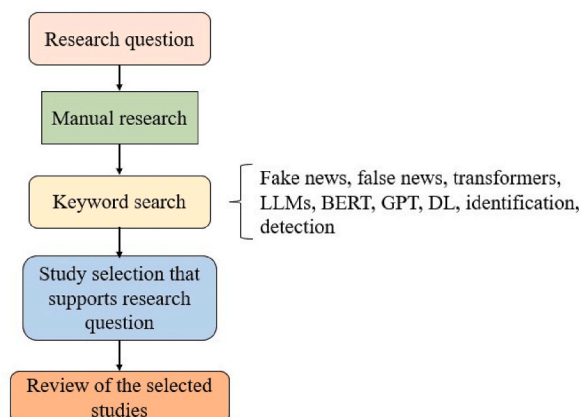 Research question
Manual research
Keyword search
Fake news, false news, transformers,
LLMs, BERT, GPT, DL, identification,
detection
Study selection that
supports research
question
Review of the selected
studies